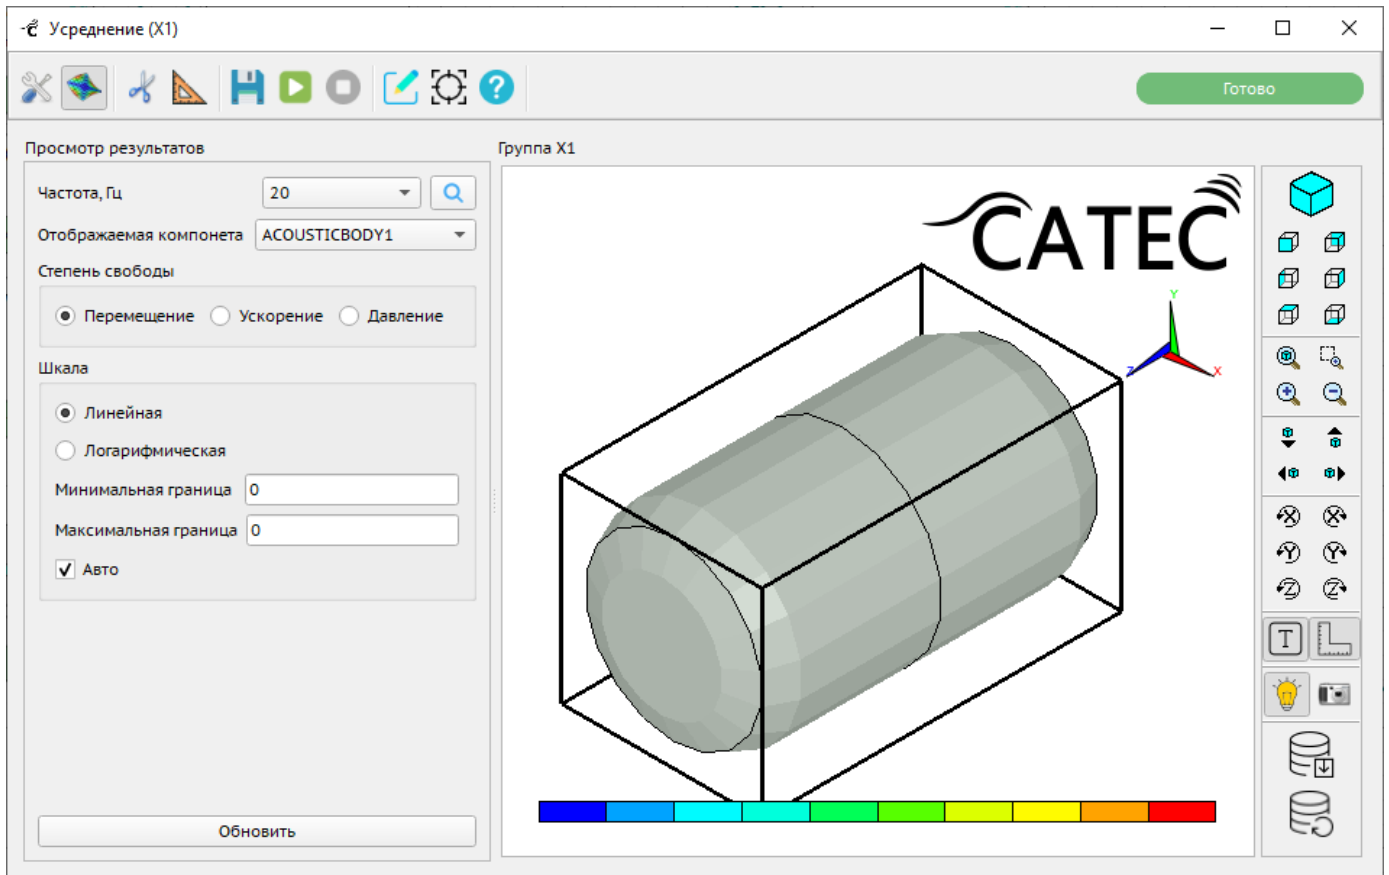 Усреднение (X1)
Готово
Просмотр результатов
Группа X1
Частота, Гц
20
Отображаемая компонета
ACOUSTICBODY1
Степень свободы
Перемещение
Ускорение
Давление
Шкала
Линейная
Логарифмическая
Минимальная граница
0
Максимальная граница
0
Авто
Обновить
CATEC
Y
Z
X
X
X
Y
Y
Z
Z
T